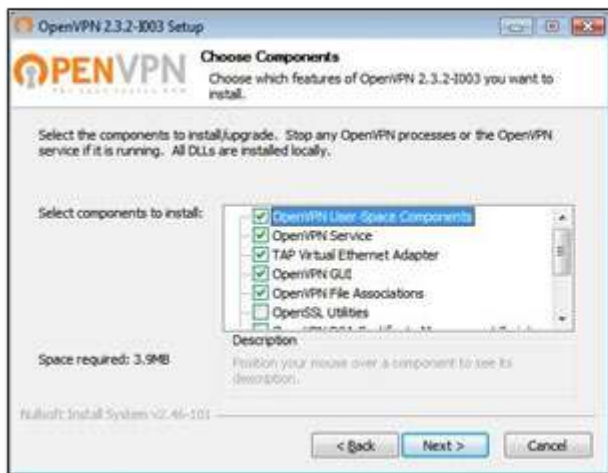 OpenVPN 2.3.2-I003 Setup
OPENVPN
Choose Components
Choose which features of OpenVPN 2.3.2-I003 you want to
install.
Select the components to install/upgrade. Stop any OpenVPN processes or the OpenVPN
service if it is running. All DLLs are installed locally.
Select components to install:
OpenVPN User-Space Components
OpenVPN Service
TAP Virtual Ethernet Adapter
OpenVPN GUI
OpenVPN File Associations
OpenSSL Utilities
Description
Space required: 3.9MB
Position your mouse over a component to see its
description.
Nullsoft Install System v2.46-101
< Back
Next >
Cancel